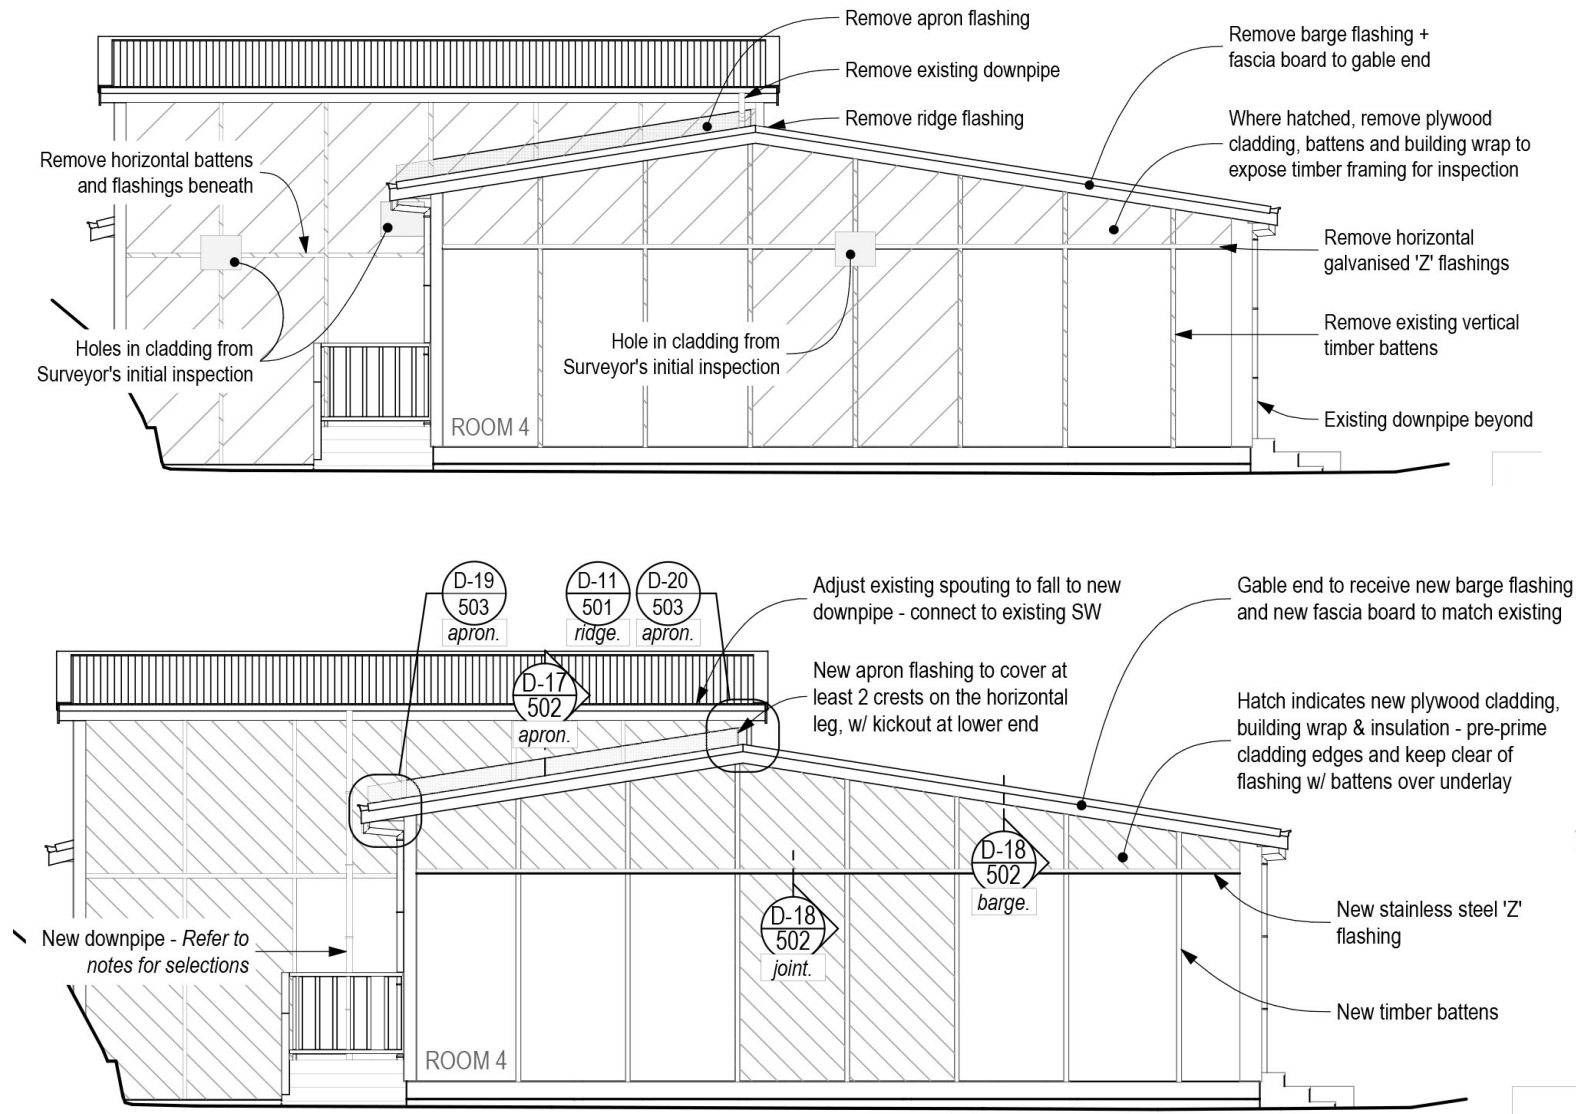 Remove apron flashing
Remove existing downpipe
Remove ridge flashing
Remove barge flashing +
fascia board to gable end
Where hatched, remove plywood
cladding, battens and building wrap to
expose timber framing for inspection
Remove horizontal battens
and flashings beneath
Remove horizontal
galvanised 'Z' flashings
Holes in cladding from
Surveyor's initial inspection
Hole in cladding from
Surveyor's initial inspection
Remove existing vertical
timber battens
Existing downpipe beyond
ROOM 4
D-19
503
apron.
D-11
501
ridge.
D-20
503
apron.
Adjust existing spouting to fall to new
downpipe - connect to existing SW
Gable end to receive new barge flashing
and new fascia board to match existing
D-17
502
apron.
New apron flashing to cover at
least 2 crests on the horizontal
leg, w/ kickout at lower end
Hatch indicates new plywood cladding,
building wrap & insulation - pre-prime
cladding edges and keep clear of
flashing w/ battens over underlay
D-18
502
barge.
D-18
502
joint.
New downpipe - Refer to
notes for selections
New stainless steel 'Z'
flashing
New timber battens
ROOM 4